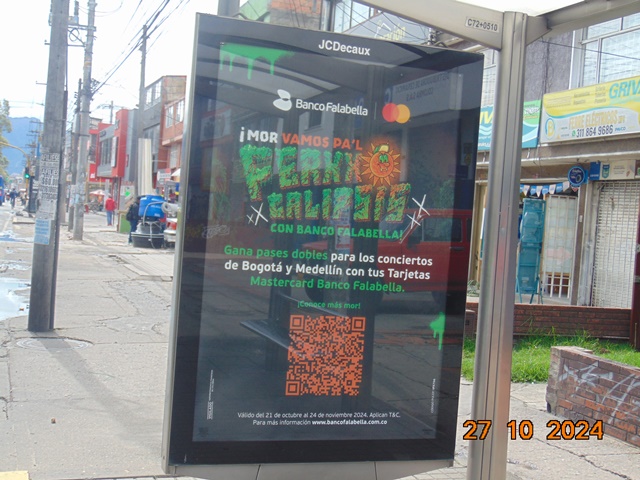 C72+0510
JCDecaux
Banco Falabella
¡MOR VAMOS PA'L
FERXXO
CALIPSIS
CON BANCO FALABELLA!
Gana pases dobles para los conciertos
de Bogotá y Medellín con tus Tarjetas
Mastercard Banco Falabella.
¡Conoce más mor!
Válido del 21 de octubre al 24 de noviembre 2024. Aplican T&C.
Para más información www.bancofalabella.com.co
311 864 9686
27 10 2024